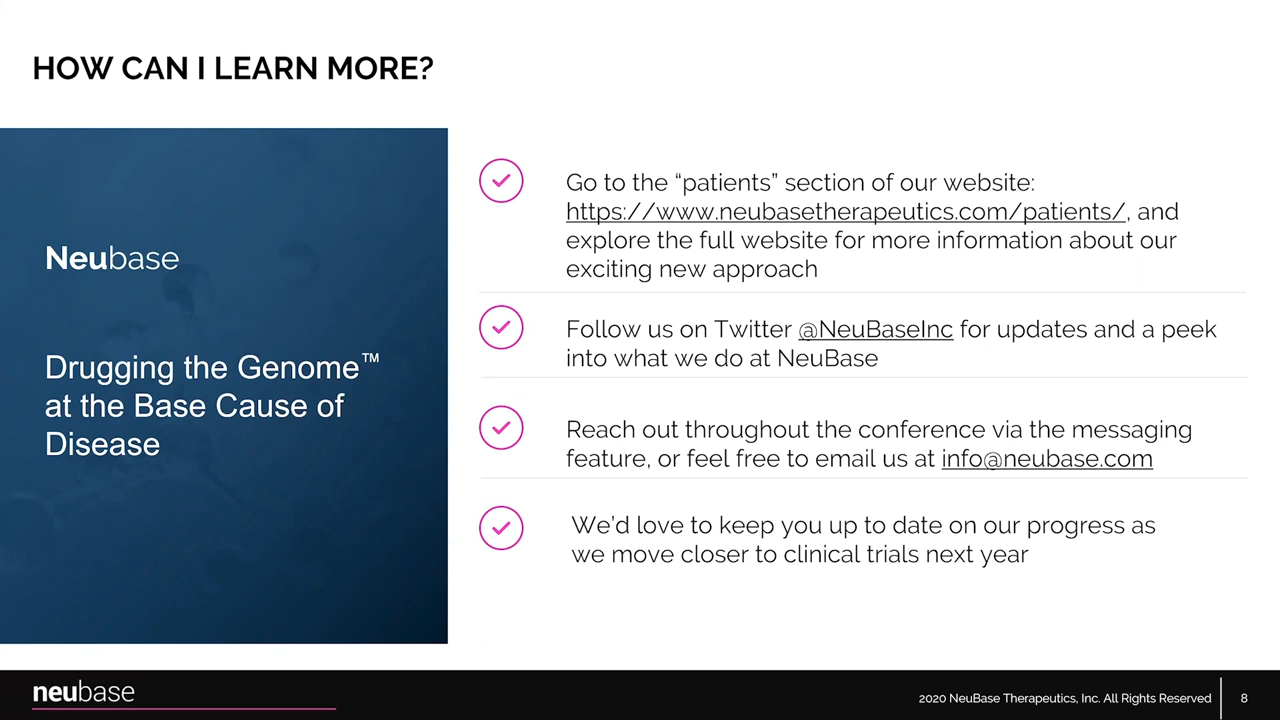 HOW CAN I LEARN MORE?
Neubase
Drugging the Genome™
at the Base Cause of
Disease
Go to the “patients” section of our website:
https://www.neubasetherapeutics.com/patients/, and
explore the full website for more information about our
exciting new approach
Follow us on Twitter @NeuBaseInc for updates and a peek
into what we do at NeuBase
Reach out throughout the conference via the messaging
feature, or feel free to email us at info@neubase.com
We’d love to keep you up to date on our progress as
we move closer to clinical trials next year
neubase
2020 NeuBase Therapeutics, Inc. All Rights Reserved
8